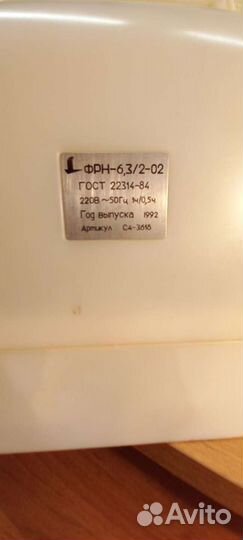 ФРН-6,3/2-02
ГОСТ 22314-84
220В ~50Гц 1ч/0,5ч
Год выпуска 1992
Артикул С4-3616
Avito